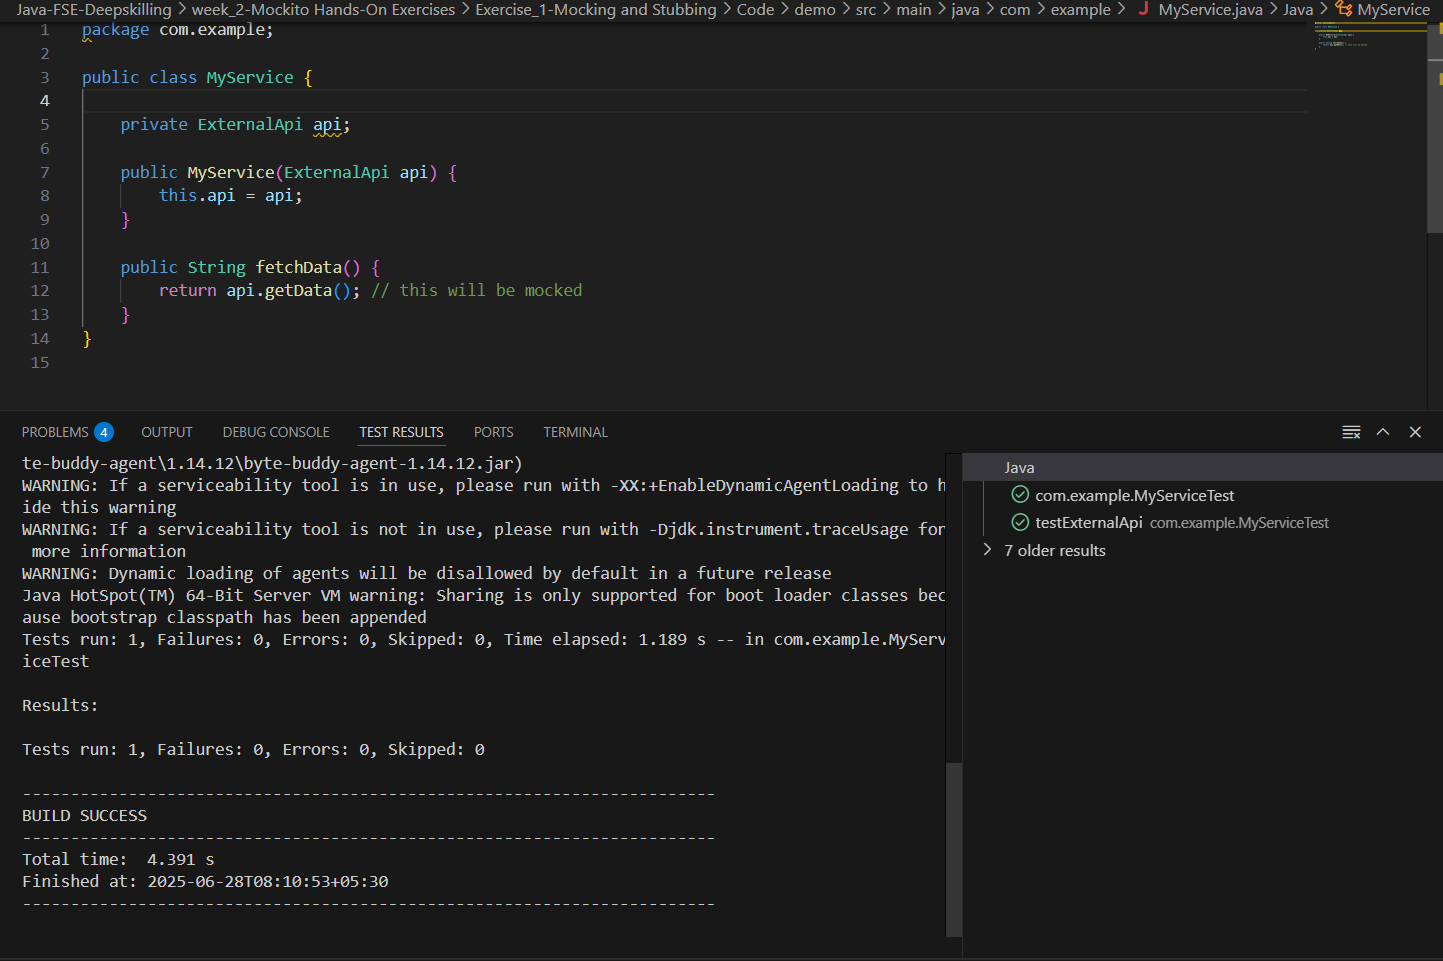 Java-FSE-Deepskilling > week_2-Mockito Hands-On Exercises > Exercise_1-Mocking and Stubbing > Code > demo > src > main > java > com > example > J MyService.java > Java > MyService
1 package com.example;
2
3 public class MyService {
4
5 private ExternalApi api;
6
7 public MyService(ExternalApi api) {
8 this.api = api;
9 }
10
11 public String fetchData() {
12 return api.getData(); // this will be mocked
13 }
14 }
15
PROBLEMS 4 OUTPUT DEBUG CONSOLE TEST RESULTS PORTS TERMINAL
te-buddy-agent\1.14.12\byte-buddy-agent-1.14.12.jar)
WARNING: If a serviceability tool is in use, please run with -XX:+EnableDynamicAgentLoading to h
ide this warning
WARNING: If a serviceability tool is not in use, please run with -Djdk.instrument.traceUsage for
more information
WARNING: Dynamic loading of agents will be disallowed by default in a future release
Java HotSpot(TM) 64-Bit Server VM warning: Sharing is only supported for boot loader classes bec
ause bootstrap classpath has been appended
Tests run: 1, Failures: 0, Errors: 0, Skipped: 0, Time elapsed: 1.189 s -- in com.example.MyServ
iceTest
Results:
Tests run: 1, Failures: 0, Errors: 0, Skipped: 0
------------------------------------------------------------------------
BUILD SUCCESS
------------------------------------------------------------------------
Total time:  4.391 s
Finished at: 2025-06-28T08:10:53+05:30
------------------------------------------------------------------------
Java
com.example.MyServiceTest
testExternalApi com.example.MyServiceTest
> 7 older results